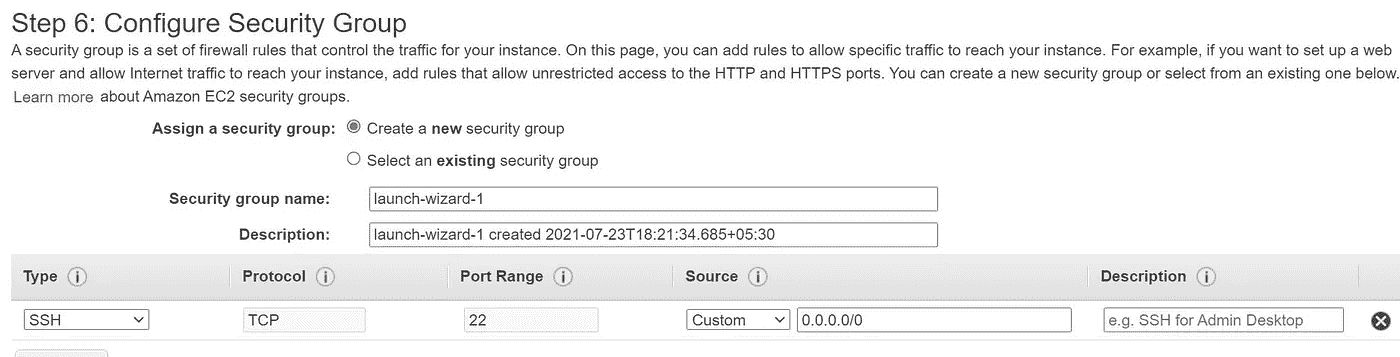 Step 6: Configure Security Group
A security group is a set of firewall rules that control the traffic for your instance. On this page, you can add rules to allow specific traffic to reach your instance. For example, if you want to set up a web
server and allow Internet traffic to reach your instance, add rules that allow unrestricted access to the HTTP and HTTPS ports. You can create a new security group or select from an existing one below.
Learn more about Amazon EC2 security groups.
Assign a security group: Create a new security group
Select an existing security group
Security group name: launch-wizard-1
Description: launch-wizard-1 created 2021-07-23T18:21:34.685+05:30
Type i Protocol i Port Range i Source i Description i
SSH TCP 22 Custom 0.0.0.0/0 e.g. SSH for Admin Desktop